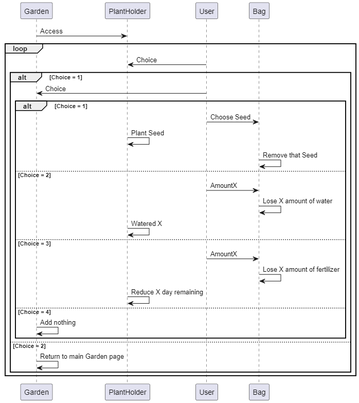 Garden PlantHolder User Bag
Access
loop
Choice
alt [Choice = 1]
Choice
alt [Choice = 1]
Choose Seed
Plant Seed
Remove that Seed
[Choice = 2]
AmountX
Lose X amount of water
Watered X
[Choice = 3]
AmountX
Lose X amount of fertilizer
Reduce X day remaining
[Choice = 4]
Add nothing
[Choice = 2]
Return to main Garden page
Garden PlantHolder User Bag